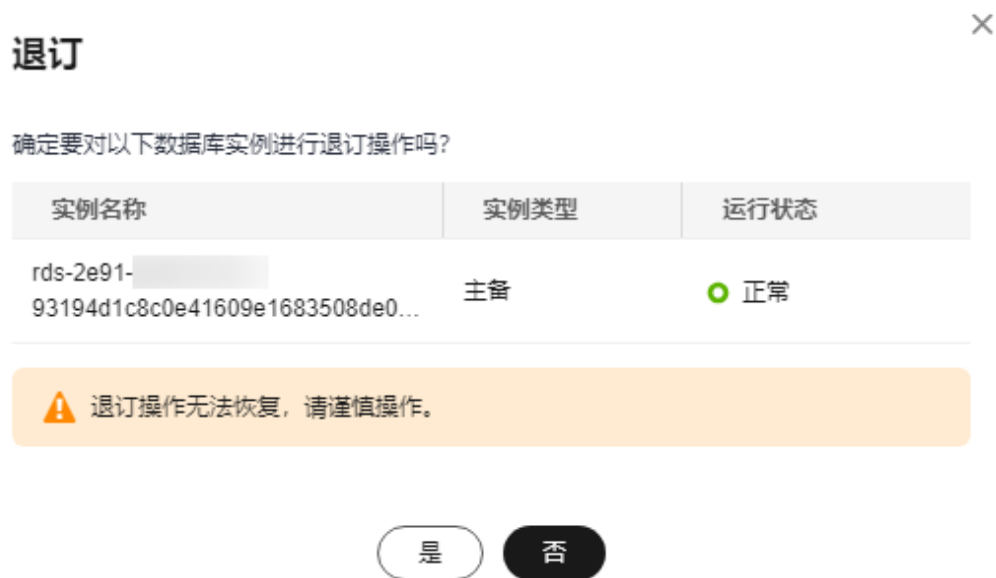 退订
确定要对以下数据库实例进行退订操作吗?
实例名称 实例类型 运行状态
rds-2e91-
主备 正常
93194d1c8c0e41609e1683508de0...
退订操作无法恢复，请谨慎操作。
是 否